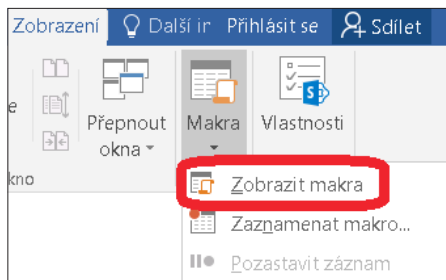 Zobrazení Další ir Přihlásit se Sdílet
e Přepnout okna Makra Vlastnosti
kno
Zobrazit makra
Zaznamenat makro...
Pozastavit záznam